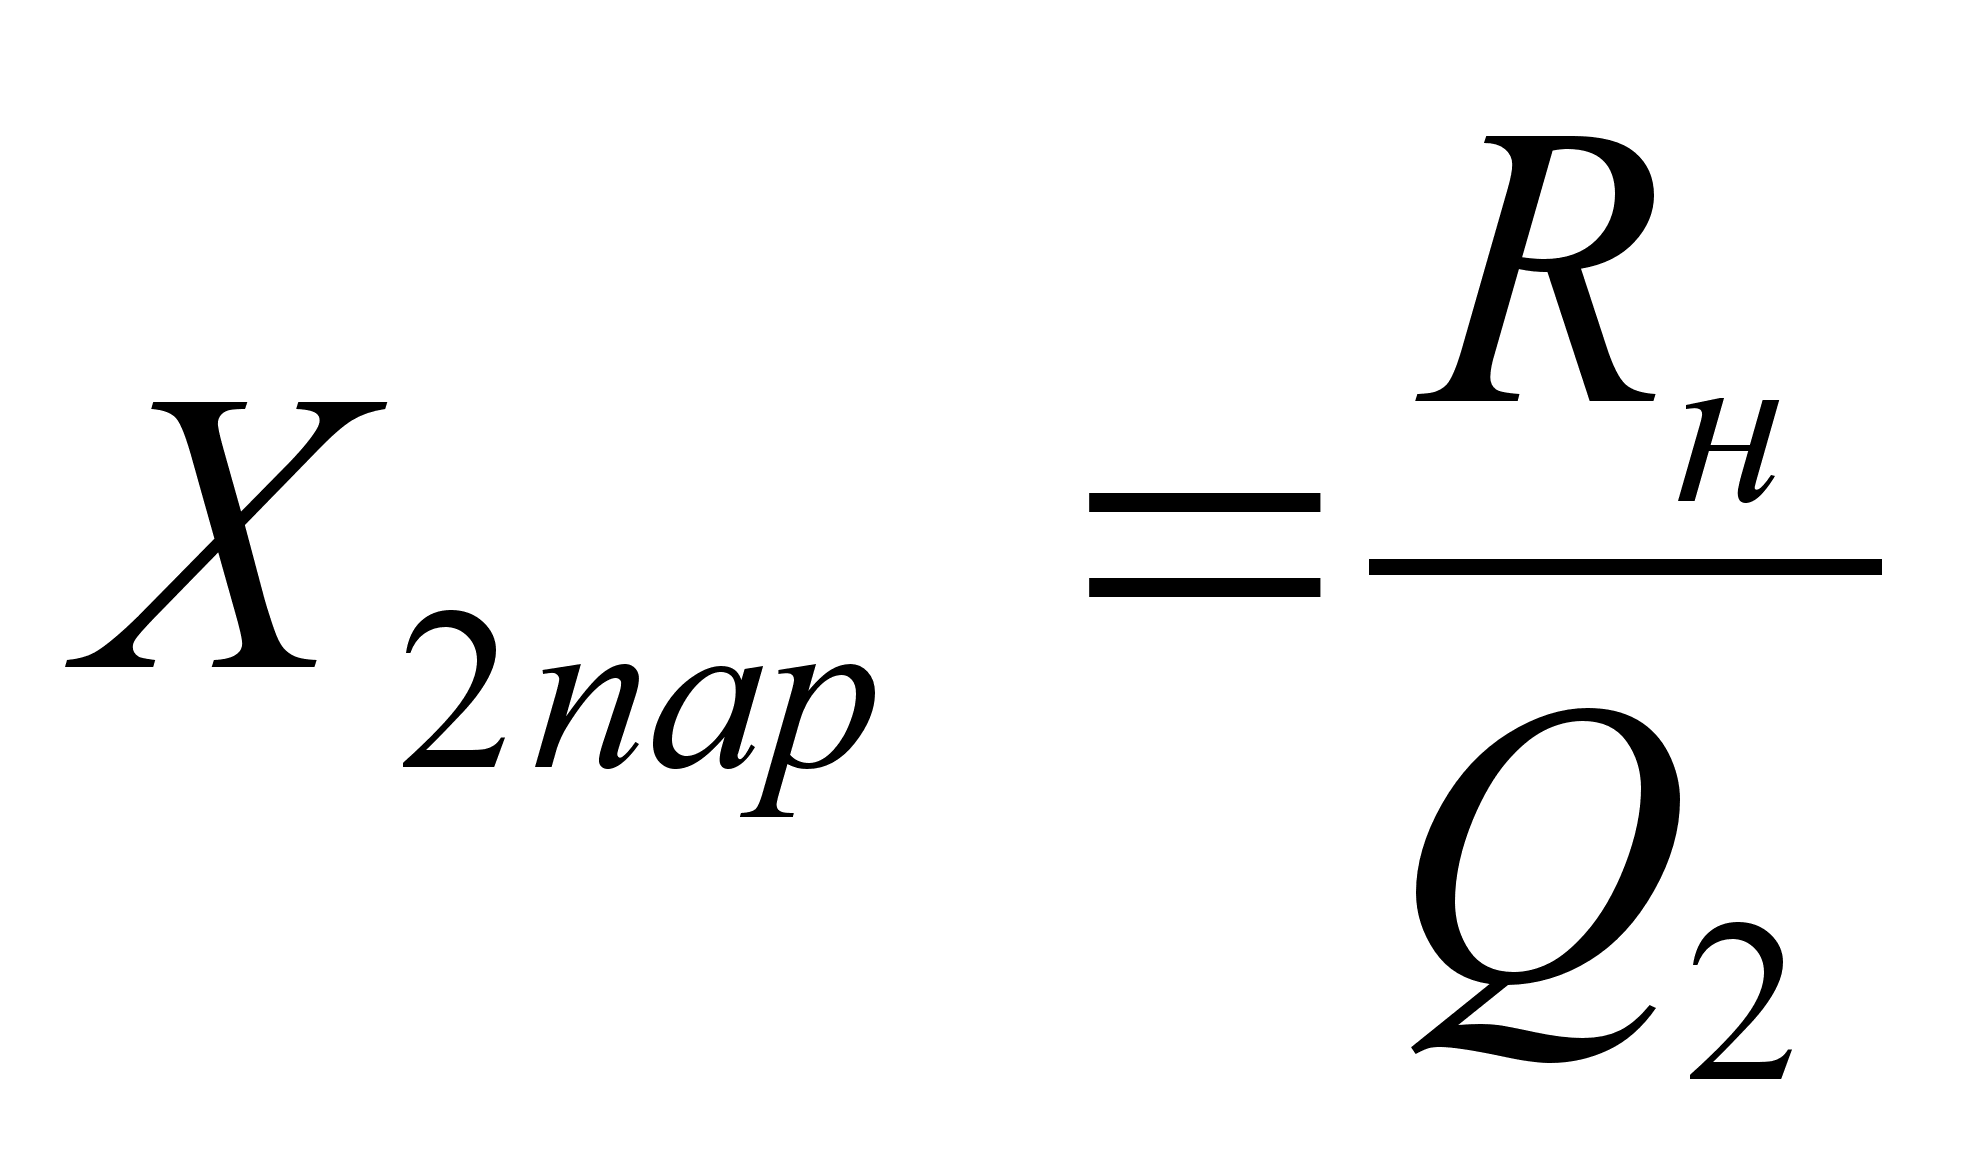 X₂пар = Rн / Q₂